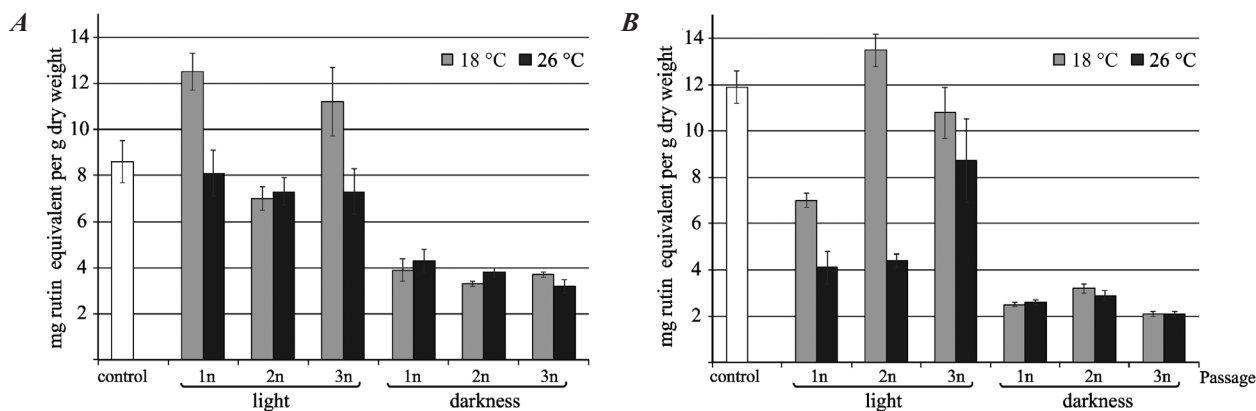 A
mg rutin equivalent per g dry weight
14
12
10
8
6
4
2
18 °C 26 °C
control 1n 2n 3n 1n 2n 3n
light darkness
B
mg rutin equivalent per g dry weight
14
12
10
8
6
4
2
18 °C 26 °C
control 1n 2n 3n 1n 2n 3n Passage
light darkness